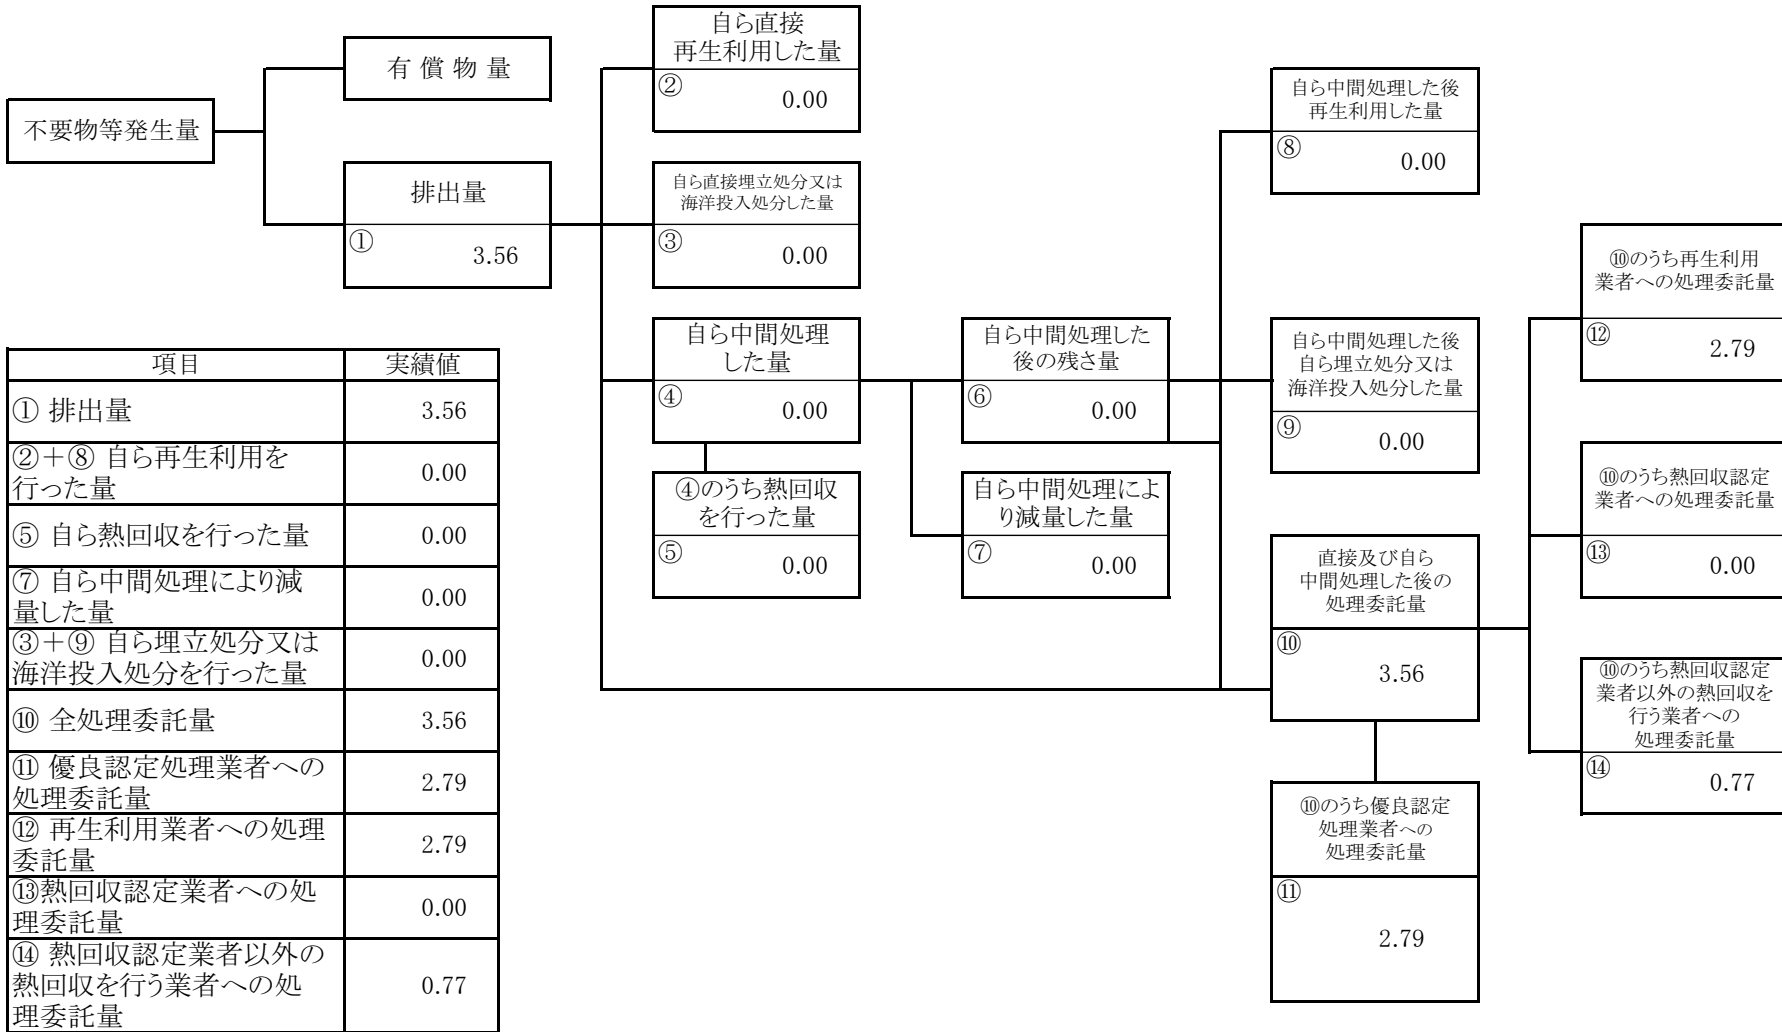 不要物等発生量
有 償 物 量
排出量
①
3.56
自ら直接
再生利用した量
②
0.00
自ら直接埋立処分又は
海洋投入処分した量
③
0.00
自ら中間処理
した量
④
0.00
④のうち熱回収
を行った量
⑤
0.00
自ら中間処理した
後の残さ量
⑥
0.00
自ら中間処理によ
り減量した量
⑦
0.00
自ら中間処理した後
再生利用した量
⑧
0.00
自ら中間処理した後
自ら埋立処分又は
海洋投入処分した量
⑨
0.00
直接及び自ら
中間処理した後の
処理委託量
⑩
3.56
⑩のうち優良認定
処理業者への
処理委託量
⑪
2.79
⑩のうち再生利用
業者への処理委託量
⑫
2.79
⑩のうち熱回収認定
業者への処理委託量
⑬
0.00
⑩のうち熱回収認定
業者以外の熱回収を
行う業者への
処理委託量
⑭
0.77
項目 実績値
① 排出量 3.56
②＋⑧ 自ら再生利用を
行った量 0.00
⑤ 自ら熱回収を行った量 0.00
⑦ 自ら中間処理により減
量した量 0.00
③＋⑨ 自ら埋立処分又は
海洋投入処分を行った量 0.00
⑩ 全処理委託量 3.56
⑪ 優良認定処理業者への
処理委託量 2.79
⑫ 再生利用業者への処理
委託量 2.79
⑬熱回収認定業者への処
理委託量 0.00
⑭ 熱回収認定業者以外の
熱回収を行う業者への処
理委託量 0.77